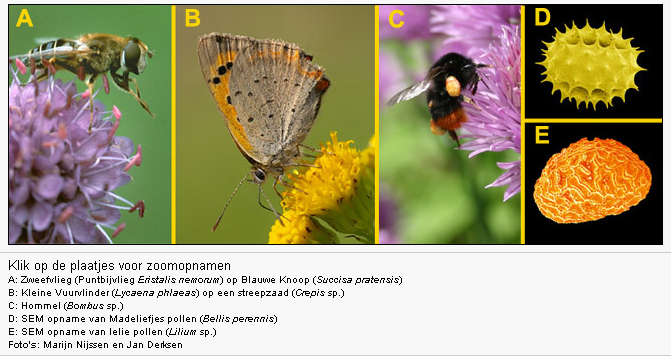 A
B
C
D
E
Klik op de plaatjes voor zoomopnamen
A: Zweefvlieg (Puntbijvlieg Eristalis nemorum) op Blauwe Knoop (Succisa pratensis)
B: Kleine Vuurvlinder (Lycaena phlaeas) op een streepzaad (Crepis sp.)
C: Hommel (Bombus sp.)
D: SEM opname van Madeliefjes pollen (Bellis perennis)
E: SEM opname van lelie pollen (Lilium sp.)
Foto's: Marijn Nijssen en Jan Derksen